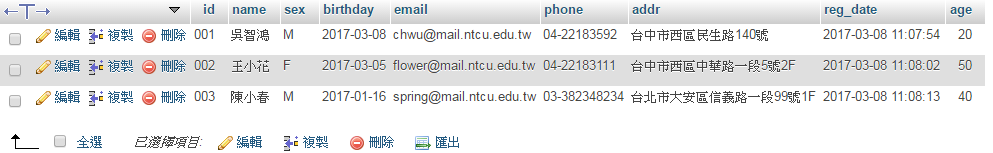 id name sex birthday email phone addr reg_date age
編輯 複製 刪除 001 吳智鴻 M 2017-03-08 chwu@mail.ntcu.edu.tw 04-22183592 台中市西區民生路140號 2017-03-08 11:07:54 20
編輯 複製 刪除 002 王小花 F 2017-03-05 flower@mail.ntcu.edu.tw 04-22183111 台中市西區中華路一段5號2F 2017-03-08 11:08:02 50
編輯 複製 刪除 003 陳小春 M 2017-01-16 spring@mail.ntcu.edu.tw 03-382348234 台北市大安區信義路一段99號1F 2017-03-08 11:08:13 40
全選 已選擇項目: 編輯 複製 刪除 匯出